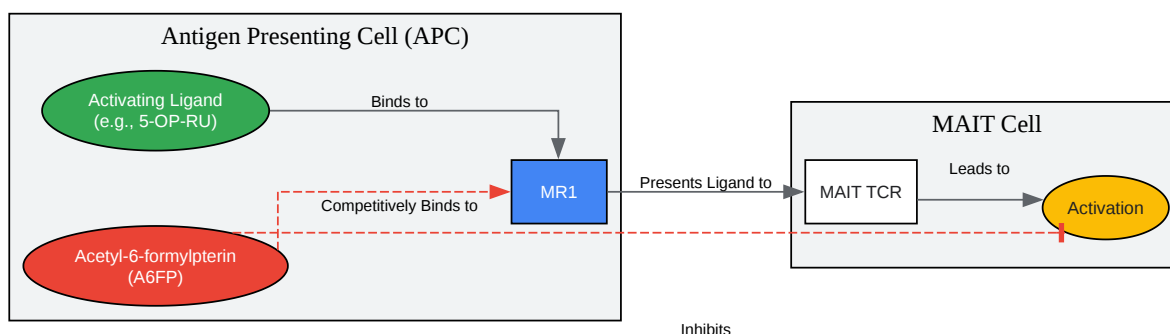 Antigen Presenting Cell (APC)
Activating Ligand
(e.g., 5-OP-RU)
Binds to
MAIT Cell
MR1
Presents Ligand to
MAIT TCR
Leads to
Activation
Competitively Binds to
Acetyl-6-formylpterin
(A6FP)
Inhibits